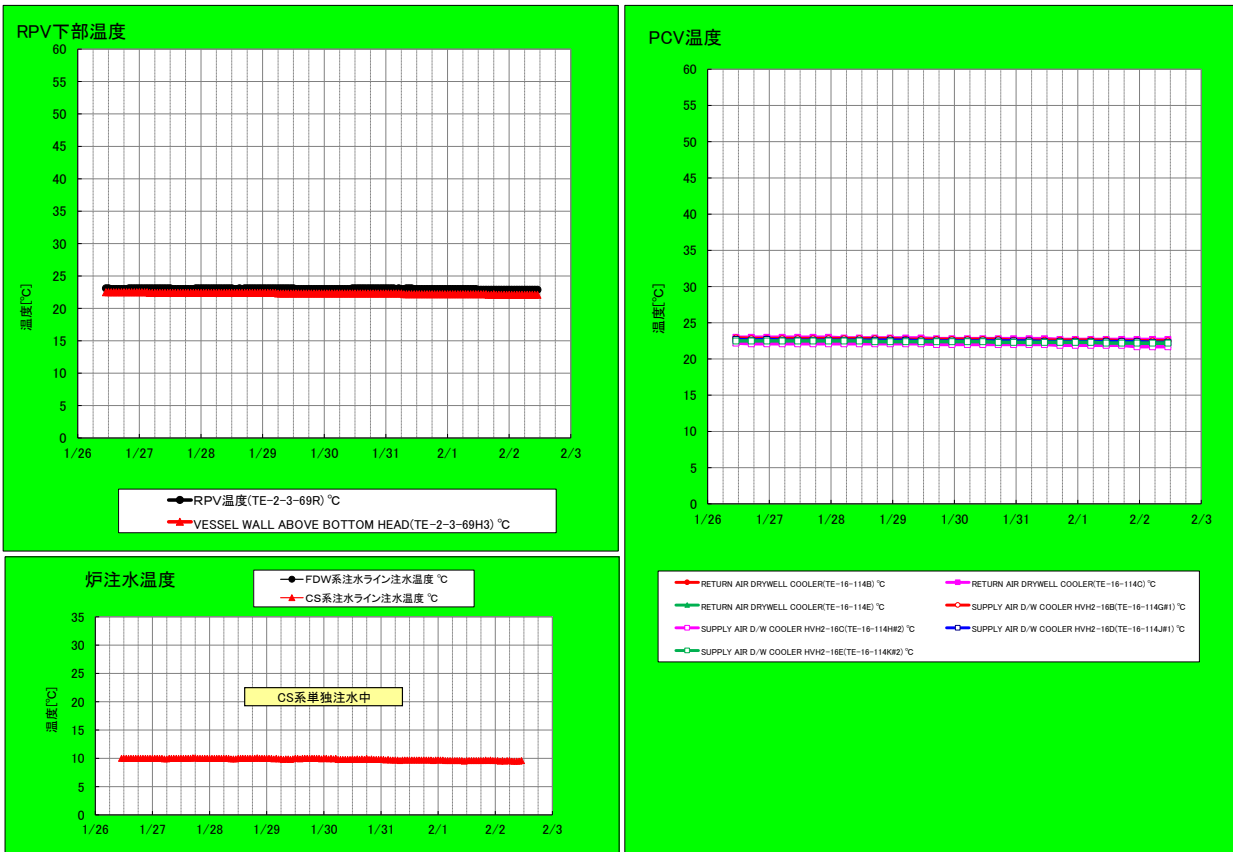 RPV下部温度
60
55
50
45
40
35
30
25
20
15
10
5
0
温度[℃]
1/26 1/27 1/28 1/29 1/30 1/31 2/1 2/2 2/3
RPV温度(TE-2-3-69R) ℃
VESSEL WALL ABOVE BOTTOM HEAD(TE-2-3-69H3) ℃
炉注水温度
FDW系注水ライン注水温度 ℃
CS系注水ライン注水温度 ℃
35
30
25
20
15
10
5
0
温度[℃]
CS系単独注水中
1/26 1/27 1/28 1/29 1/30 1/31 2/1 2/2 2/3
PCV温度
60
55
50
45
40
35
30
25
20
15
10
5
0
温度[℃]
1/26 1/27 1/28 1/29 1/30 1/31 2/1 2/2 2/3
RETURN AIR DRYWELL COOLER(TE-16-114B) ℃
RETURN AIR DRYWELL COOLER(TE-16-114C) ℃
RETURN AIR DRYWELL COOLER(TE-16-114E) ℃
SUPPLY AIR D/W COOLER HVH2-16B(TE-16-114G#1) ℃
SUPPLY AIR D/W COOLER HVH2-16C(TE-16-114H#2) ℃
SUPPLY AIR D/W COOLER HVH2-16D(TE-16-114J#1) ℃
SUPPLY AIR D/W COOLER HVH2-16E(TE-16-114K#2) ℃